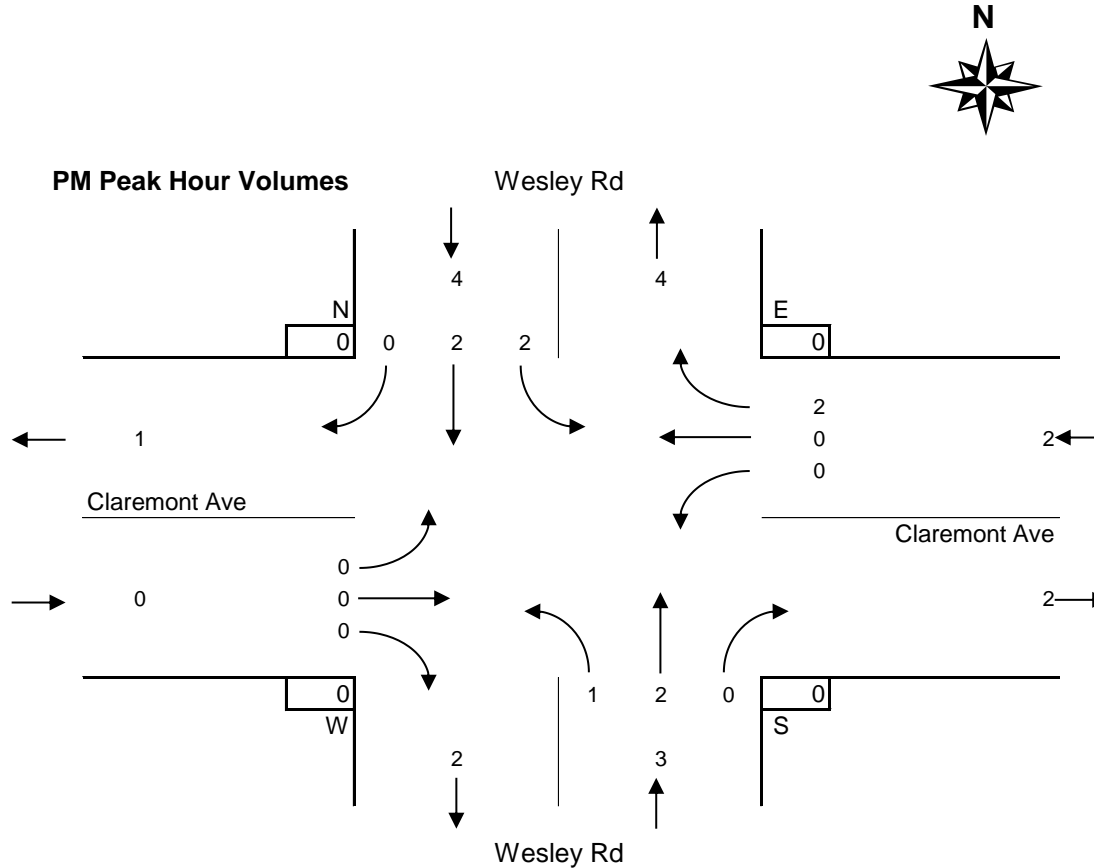 N
PM Peak Hour Volumes Wesley Rd
4 4
N E
0 0 2 2 0
2
1 0 2
0
Claremont Ave
Claremont Ave
0
0 0 2
0
0 1 2 0 0
W S
2 3
Wesley Rd